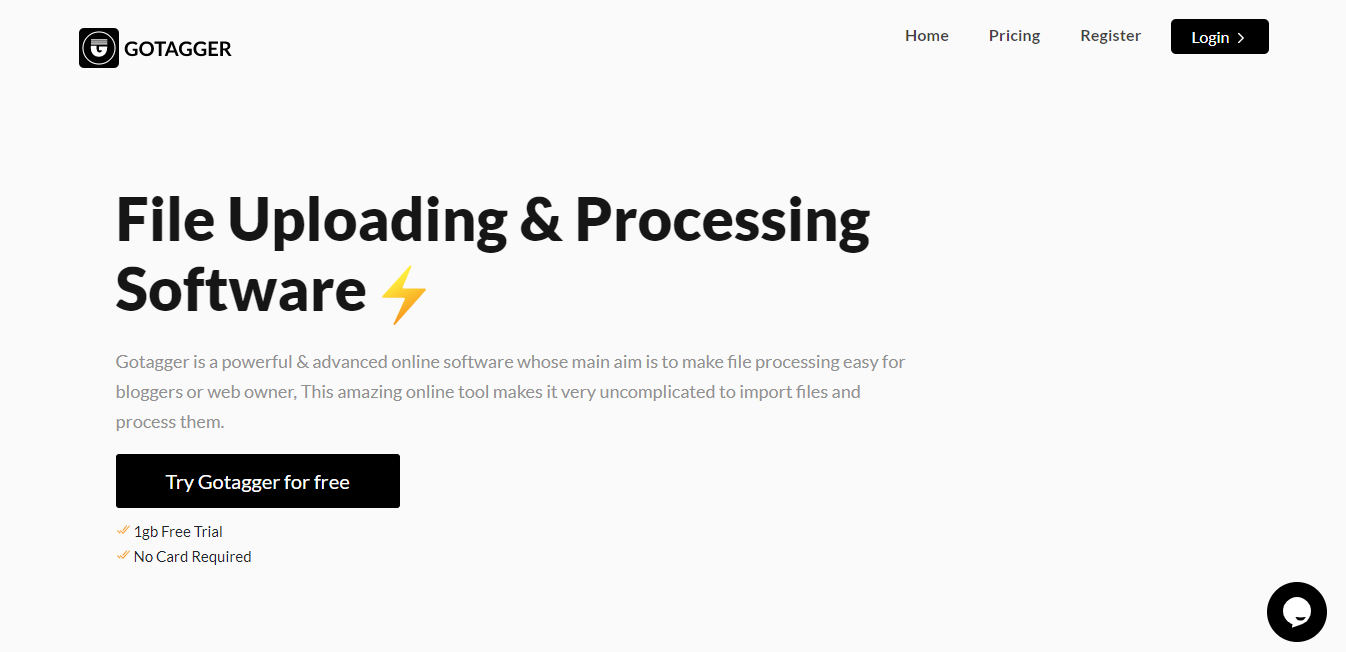 GOTAGGER
Home
Pricing
Register
Login
File Uploading & Processing
Software
Gotagger is a powerful & advanced online software whose main aim is to make file processing easy for
bloggers or web owner, This amazing online tool makes it very uncomplicated to import files and
process them.
Try Gotagger for free
1gb Free Trial
No Card Required